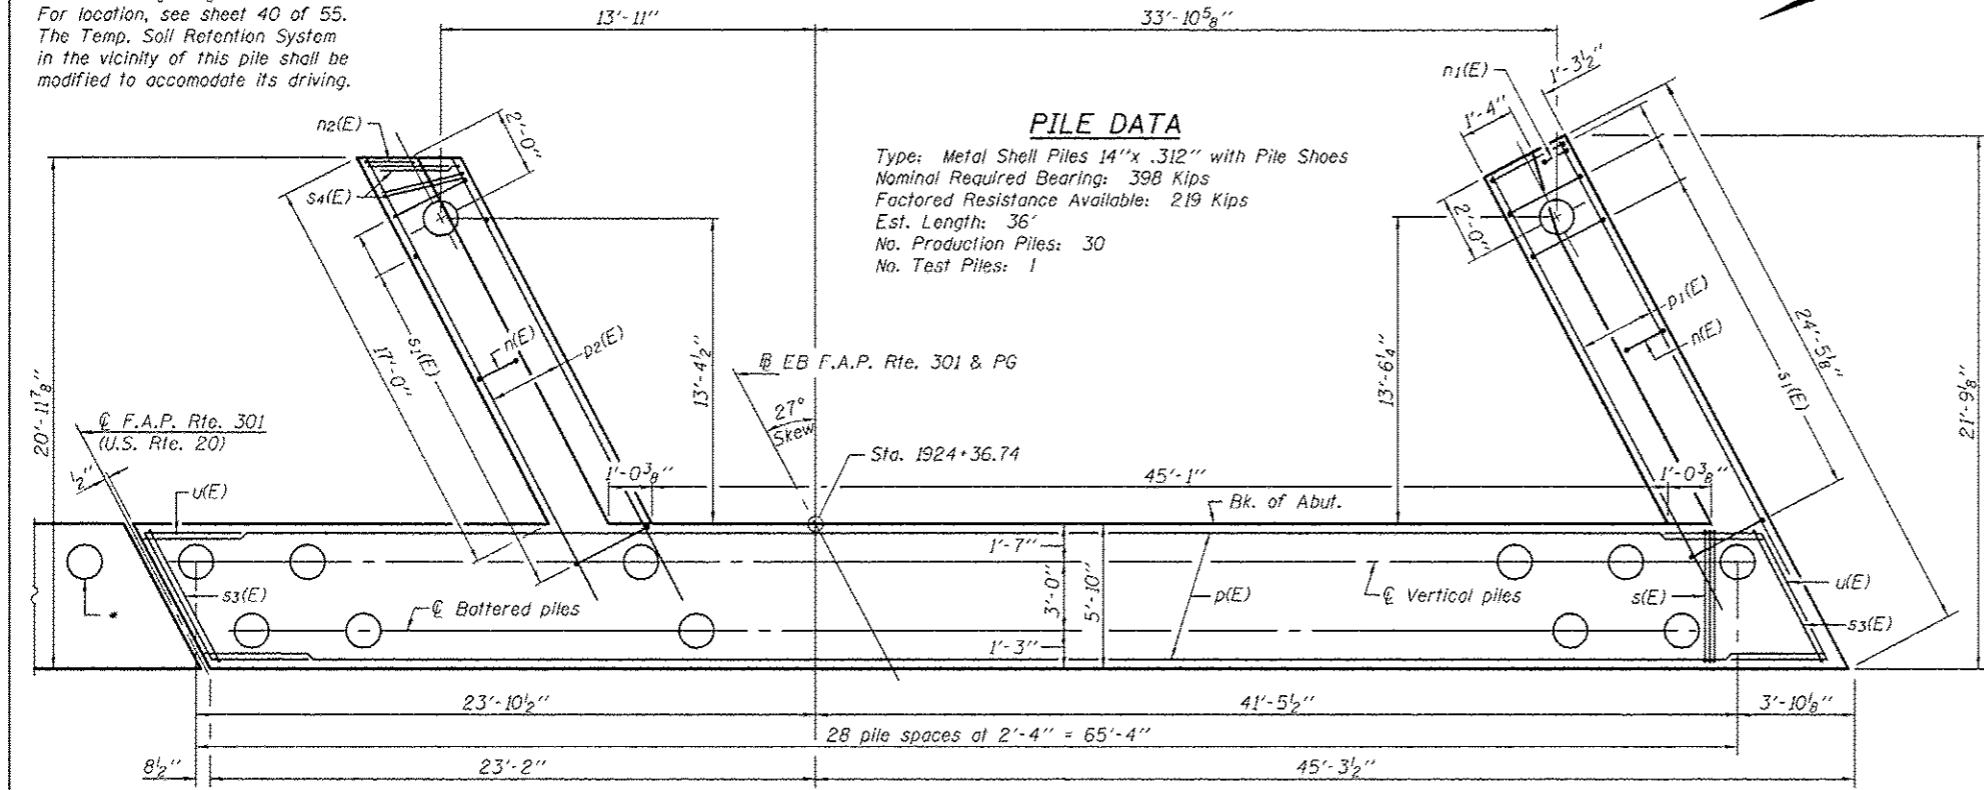 For location, see sheet 40 of 55.
The Temp. Soil Retention System
in the vicinity of this pile shall be
modified to accomodate its driving.
13'-11"
33'-10⅝"
n1(E)
1'-3½"
1'-4"
n2(E)
2'-0"
PILE DATA
Type: Metal Shell Piles 14"x .312" with Pile Shoes
Nominal Required Bearing: 398 Kips
Factored Resistance Available: 219 Kips
Est. Length: 36'
No. Production Piles: 30
No. Test Piles: 1
s4(E)
2'-0"
17'-0"
s1(E)
n(E)
p2(E)
13'-4½"
13'-6¼"
p1(E)
n(E)
24'-5⅛"
s1(E)
21'-9⅛"
20'-11⅞"
℄ F.A.P. Rte. 301
(U.S. Rte. 20)
½"
u(E)
EB F.A.P. Rte. 301 & PG
27°
Skew
Sta. 1924+36.74
1'-0⅜"
45'-1"
1'-0⅜"
Bk. of Abut.
1'-7"
3'-0"
5'-10"
1'-3"
s3(E)
*
℄ Battered piles
p(E)
℄ Vertical piles
s(E)
u(E)
s3(E)
23'-10½"
41'-5½"
3'-10⅛"
28 pile spaces at 2'-4" = 65'-4"
8½"
23'-2"
45'-3½"